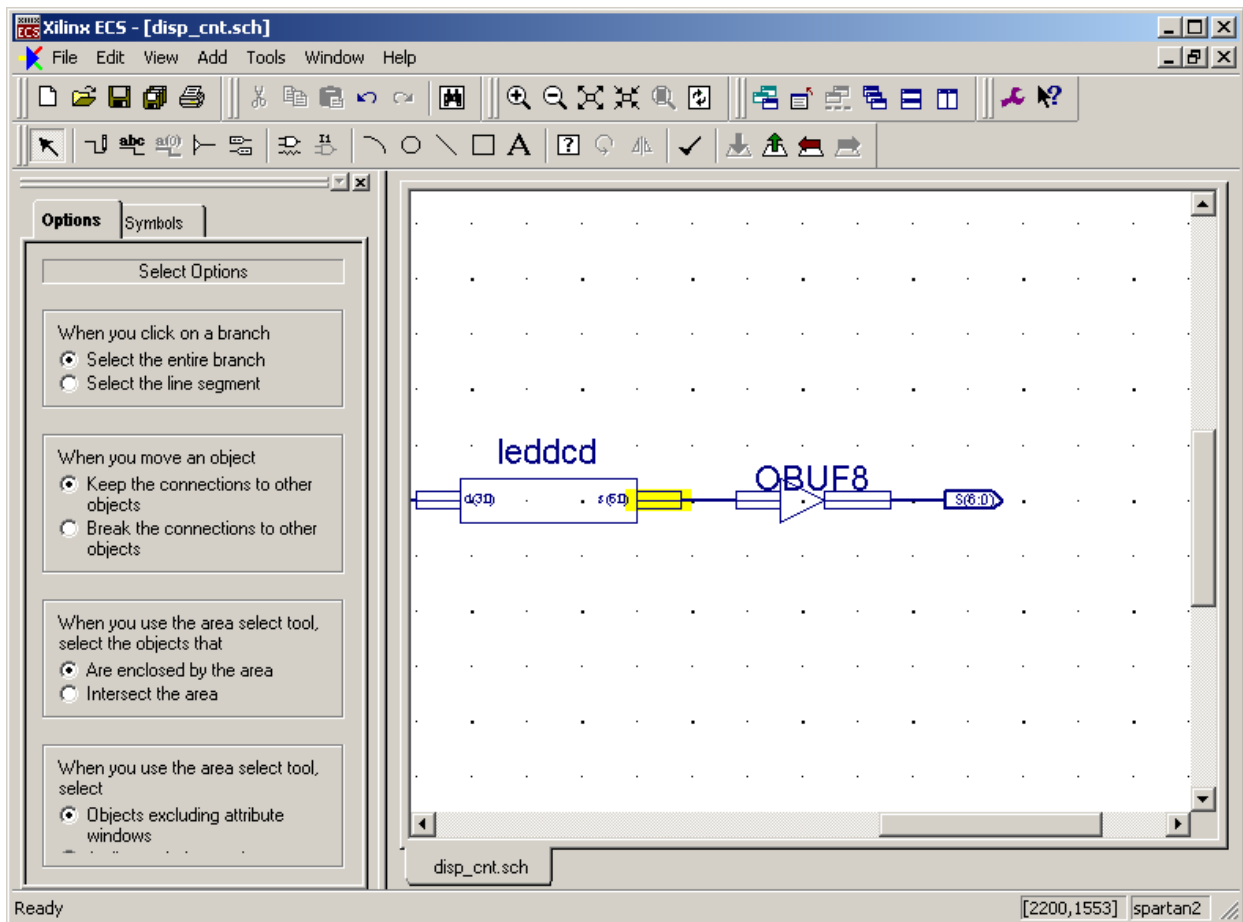 Xilinx ECS - [disp_cnt.sch]
File Edit View Add Tools Window Help
Options
Symbols
Select Options
When you click on a branch
Select the entire branch
Select the line segment
When you move an object
Keep the connections to other
objects
Break the connections to other
objects
When you use the area select tool,
select the objects that
Are enclosed by the area
Intersect the area
When you use the area select tool,
select
Objects excluding attribute
windows
leddcd
d(3:0)
s(6:0)
OBUF8
S(6:0)
disp_cnt.sch
Ready
[2200,1553]
spartan2